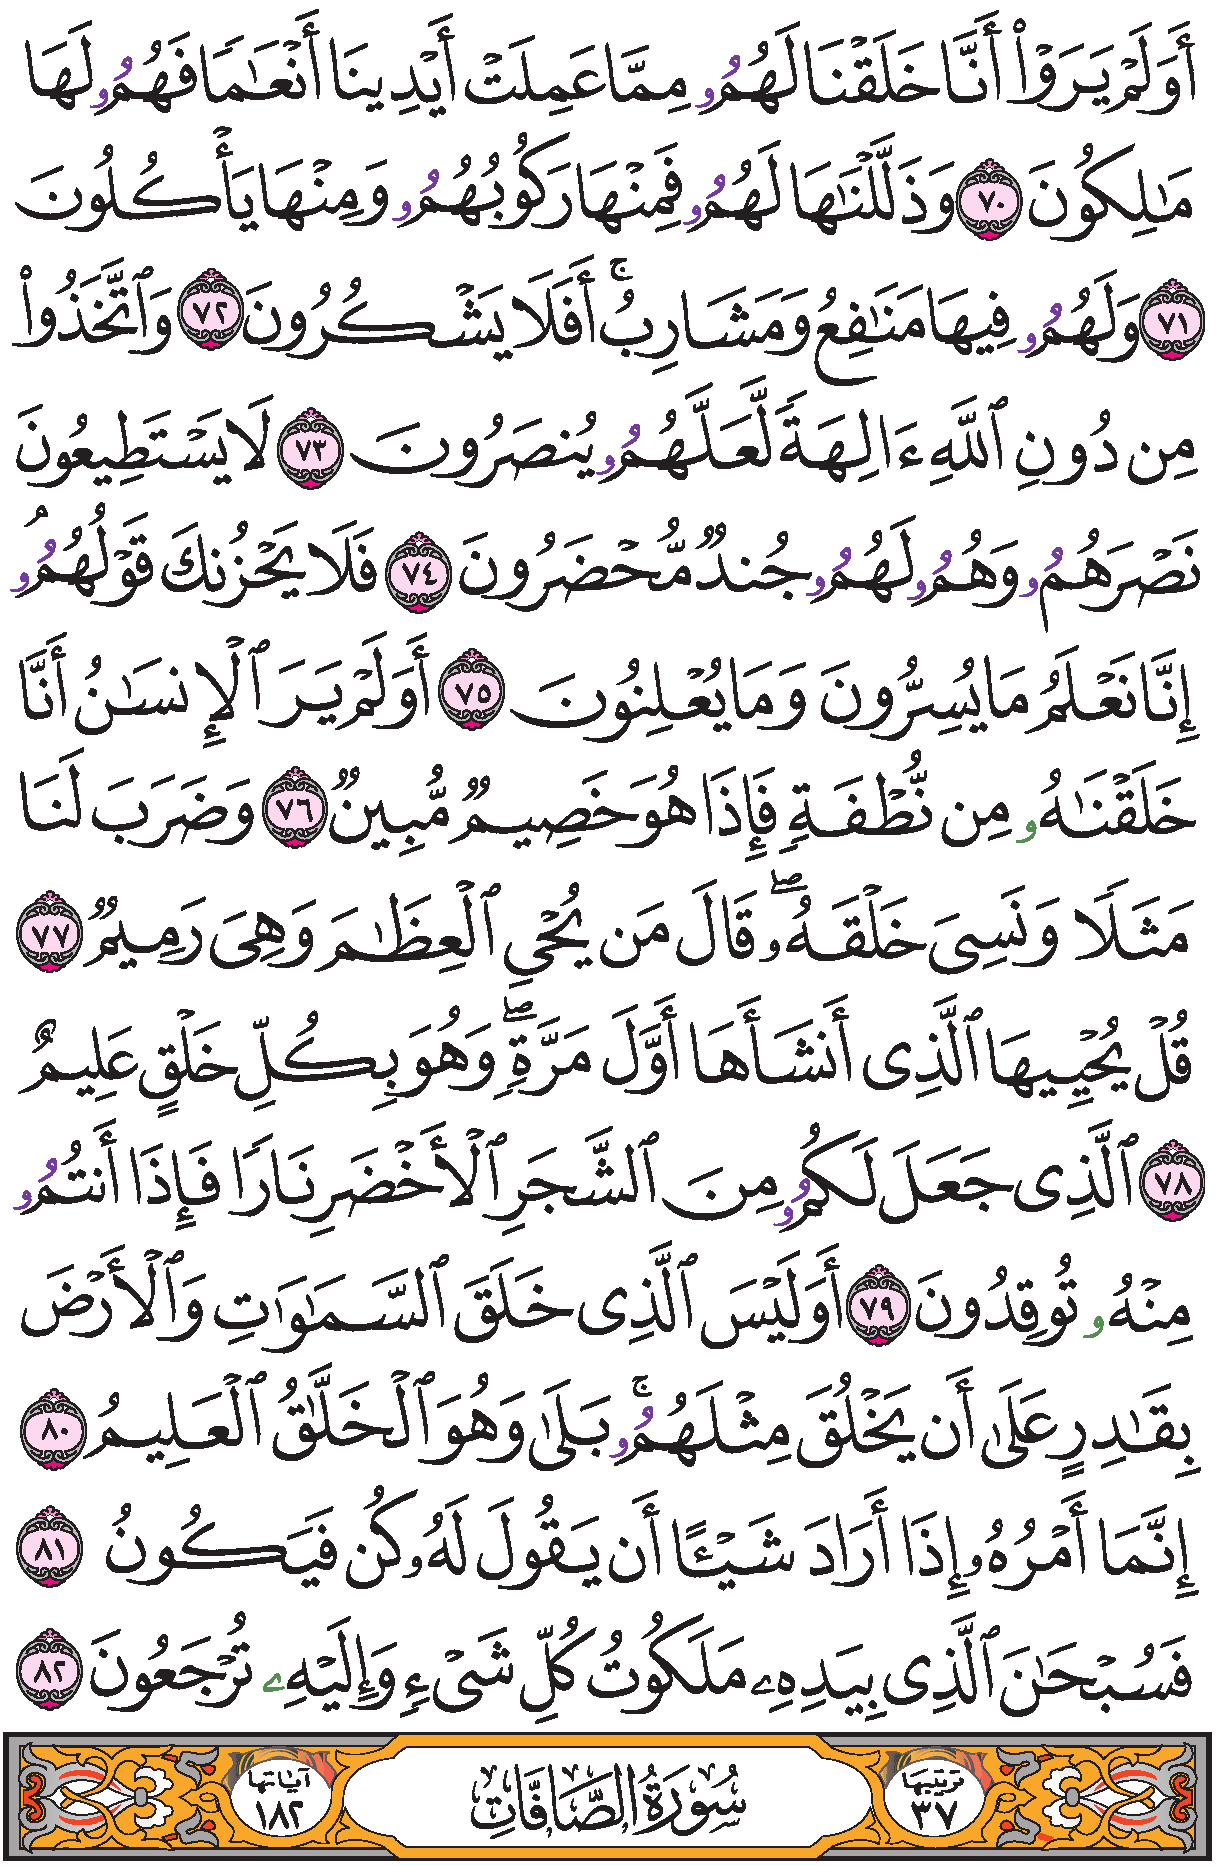 أَوَلَمۡ يَرَوۡاْ أَنَّا خَلَقۡنَا لَهُمُۥ مِمَّا عَمِلَتۡ أَيۡدِينَا أَنۡعَٰمٗا فَهُمُۥ لَهَا
مَٰلِكُونَ ٧٠ وَذَلَّلۡنَٰهَا لَهُمُۥ فَمِنۡهَا رَكُوبُهُمُۥ وَمِنۡهَا يَأۡكُلُونَ
٧١ وَلَهُمُۥ فِيهَا مَنَٰفِعُ وَمَشَارِبُۚ أَفَلَا يَشۡكُرُونَ ٧٢ وَٱتَّخَذُواْ
مِن دُونِ ٱللَّهِ ءَالِهَةٗ لَّعَلَّهُمُۥ يُنصَرُونَ ٧٣ لَا يَسۡتَطِيعُونَ
نَصۡرَهُمُۥ وَهُمُۥ لَهُمُۥ جُندٞ مُّحۡضَرُونَ ٧٤ فَلَا يَحۡزُنكَ قَوۡلُهُمُۥۘ
إِنَّا نَعۡلَمُ مَا يُسِرُّونَ وَمَا يُعۡلِنُونَ ٧٥ أَوَلَمۡ يَرَ ٱلۡإِنسَٰنُ أَنَّا
خَلَقۡنَٰهُۥ مِن نُّطۡفَةٖ فَإِذَا هُوَ خَصِيمٞ مُّبِينٞ ٧٦ وَضَرَبَ لَنَا
مَثَلٗا وَنَسِيَ خَلۡقَهُۥۖ قَالَ مَن يُحۡيِ ٱلۡعِظَٰمَ وَهِيَ رَمِيمٞ ٧٧
قُلۡ يُحۡيِيهَا ٱلَّذِي أَنشَأَهَا أَوَّلَ مَرَّةٖۖ وَهُوَ بِكُلِّ خَلۡقٍ عَلِيمٌ
٧٨ ٱلَّذِي جَعَلَ لَكُمُۥ مِنَ ٱلشَّجَرِ ٱلۡأَخۡضَرِ نَارٗا فَإِذَا أَنتُمُۥ
مِنۡهُۥ تُوقِدُونَ ٧٩ أَوَلَيۡسَ ٱلَّذِي خَلَقَ ٱلسَّمَٰوَٰتِ وَٱلۡأَرۡضَ
بِقَٰدِرٍ عَلَىٰ أَن يَخۡلُقَ مِثۡلَهُمُۥۚ بَلَىٰ وَهُوَ ٱلۡخَلَّٰقُ ٱلۡعَلِيمُ ٨٠
إِنَّمَا أَمۡرُهُۥ إِذَا أَرَادَ شَيۡـًٔا أَن يَقُولَ لَهُۥ كُن فَيَكُونُ ٨١
فَسُبۡحَٰنَ ٱلَّذِي بِيَدِهِۦ مَلَكُوتُ كُلِّ شَيۡءٖ وَإِلَيۡهِۦ تُرۡجَعُونَ ٨٢
ترتيبها ٣٧ سُورَةُ الصَّافَّاتِ آياتها ١٨٢